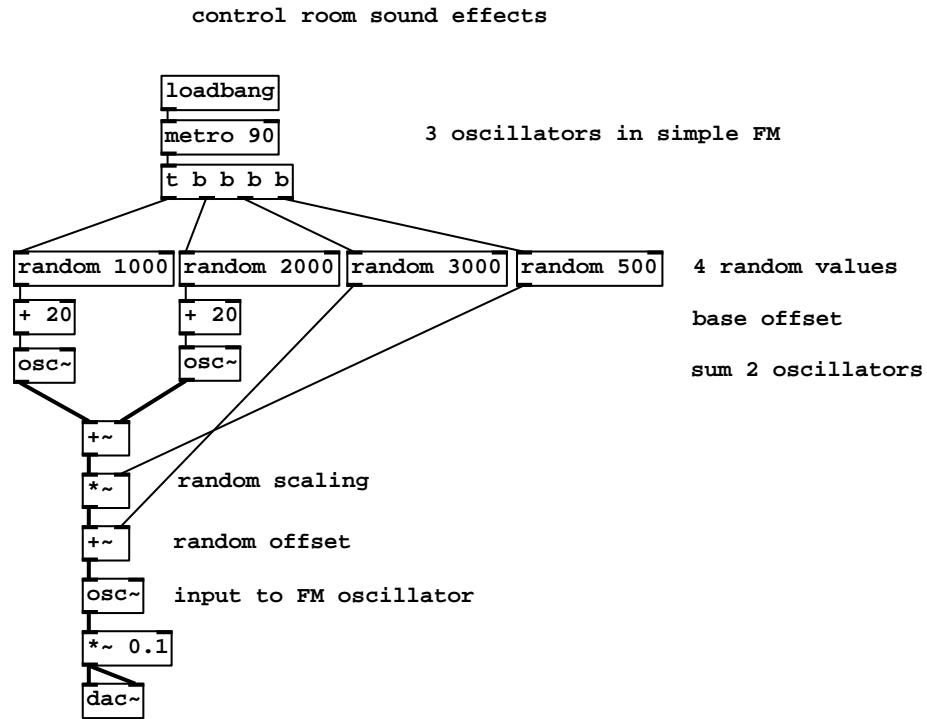 control room sound effects
loadbang
metro 90
3 oscillators in simple FM
t b b b b
random 1000
random 2000
random 3000
random 500
4 random values
+ 20
+ 20
base offset
osc~
osc~
sum 2 oscillators
+~
*~
random scaling
+~
random offset
osc~
input to FM oscillator
*~ 0.1
dac~